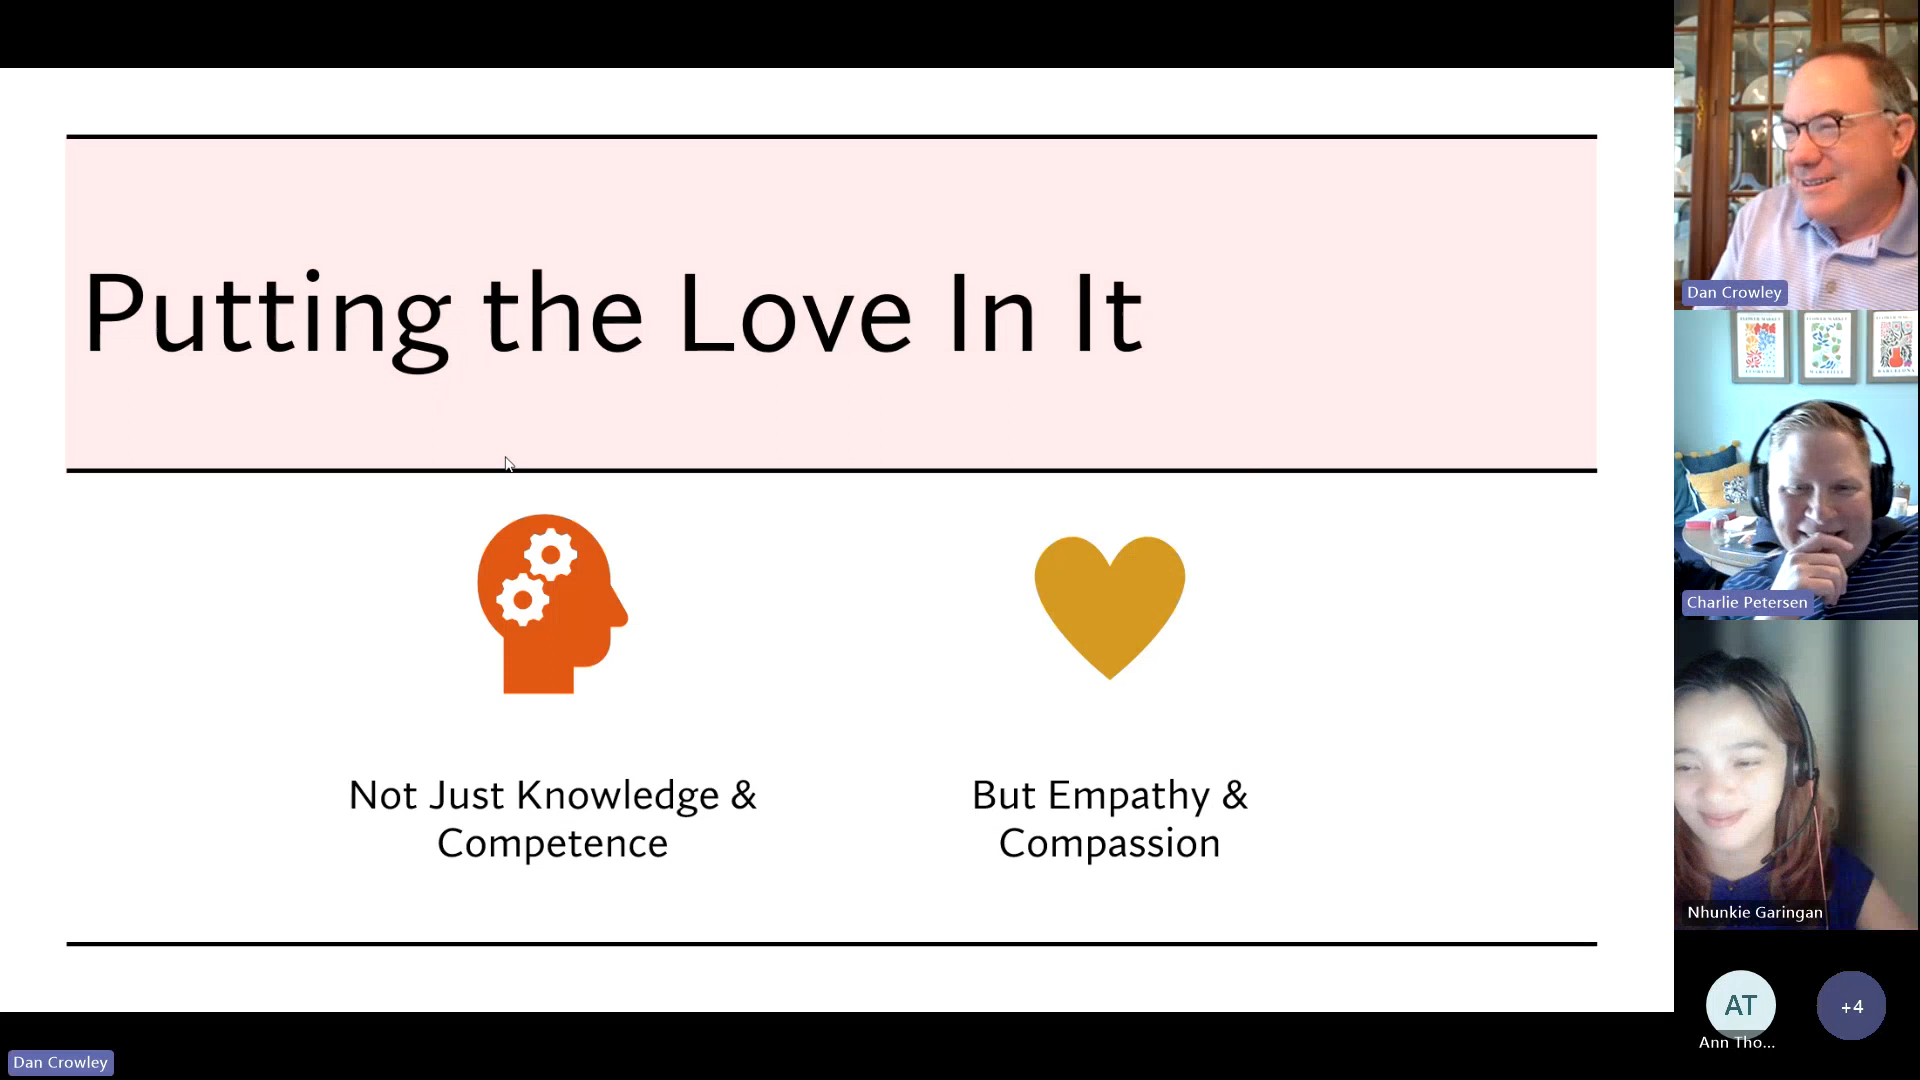 Putting the Love In It
Not Just Knowledge &
Competence
But Empathy &
Compassion
Dan Crowley
Charlie Petersen
Nhunkie Garingan
AT
Ann Tho...
+4
Dan Crowley